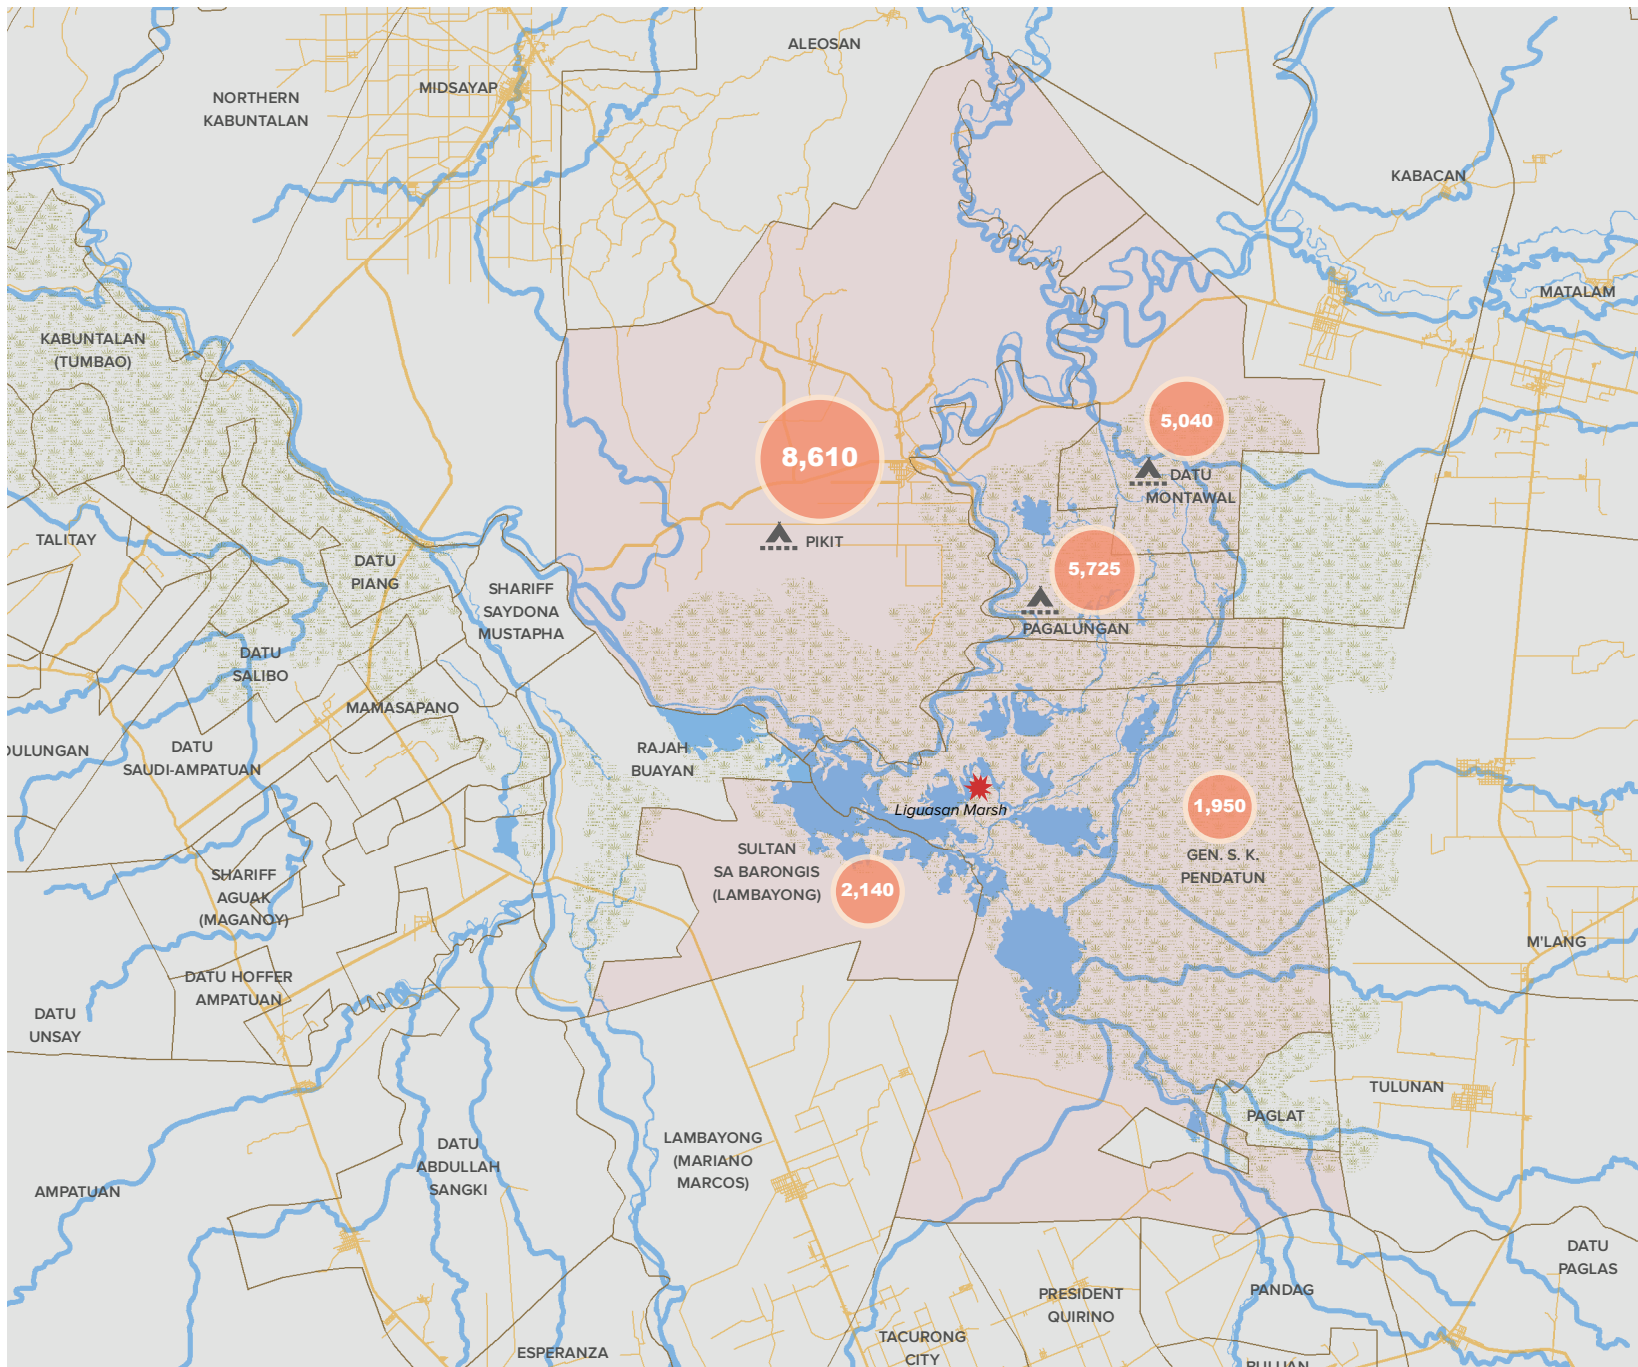 ALEOSAN
MIDSAYAP
NORTHERN
KABUNTALAN
KABACAN
MATALAM
KABUNTALAN
(TUMBAO)
5,040
8,610
DATU
MONTAWAL
TALITAY
PIKIT
DATU
PIANG
5,725
SHARIFF
SAYDONA
MUSTAPHA
PAGALUNGAN
DATU
SALIBO
MAMASAPANO
DATU
SAUDI-AMPATUAN
RAJAH
BUAYAN
Liguasan Marsh
1,950
GEN. S. K.
PENDATUN
SULTAN
SA BARONGIS
(LAMBAYONG)
2,140
SHARIFF
AGUAK
(MAGANOY)
M'LANG
DATU HOFFER
AMPATUAN
DATU
UNSAY
TULUNAN
PAGLAT
DATU
ABDULLAH
SANGKI
LAMBAYONG
(MARIANO
MARCOS)
AMPATUAN
DATU
PAGLAS
PRESIDENT
QUIRINO
PANDAG
TACURONG
CITY
ESPERANZA